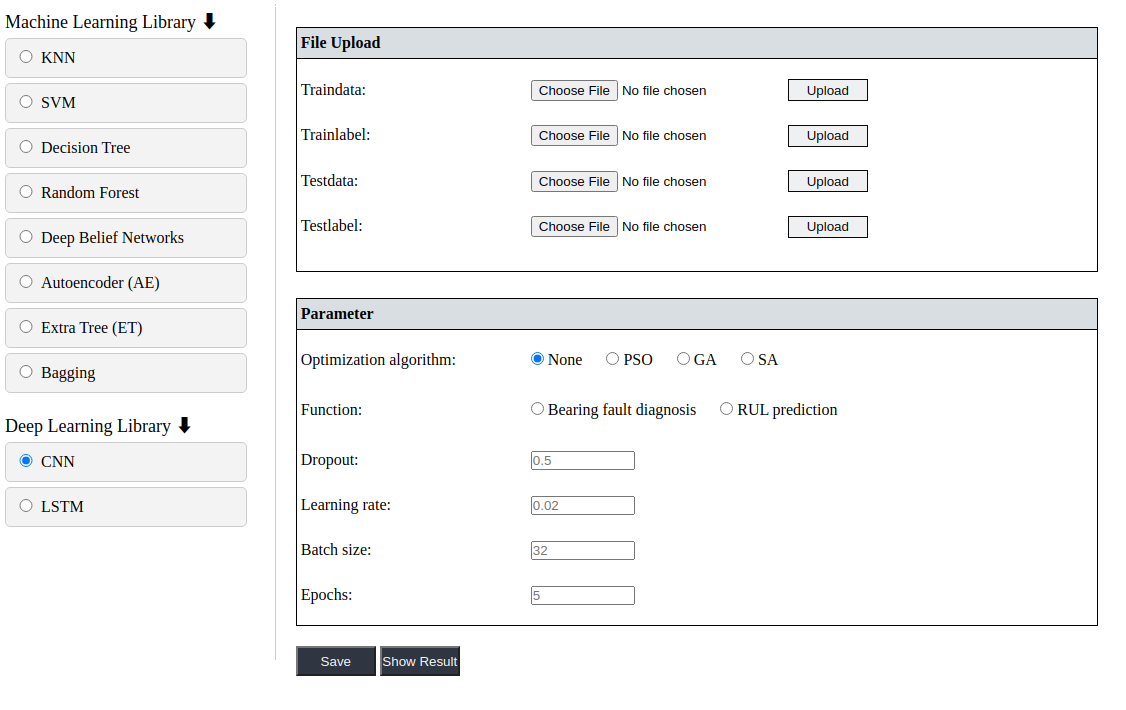 Machine Learning Library ⬇
KNN
SVM
Decision Tree
Random Forest
Deep Belief Networks
Autoencoder (AE)
Extra Tree (ET)
Bagging
Deep Learning Library ⬇
CNN
LSTM
File Upload
Traindata: Choose File No file chosen Upload
Trainlabel: Choose File No file chosen Upload
Testdata: Choose File No file chosen Upload
Testlabel: Choose File No file chosen Upload
Parameter
Optimization algorithm: None PSO GA SA
Function: Bearing fault diagnosis RUL prediction
Dropout: 0.5
Learning rate: 0.02
Batch size: 32
Epochs: 5
Save Show Result